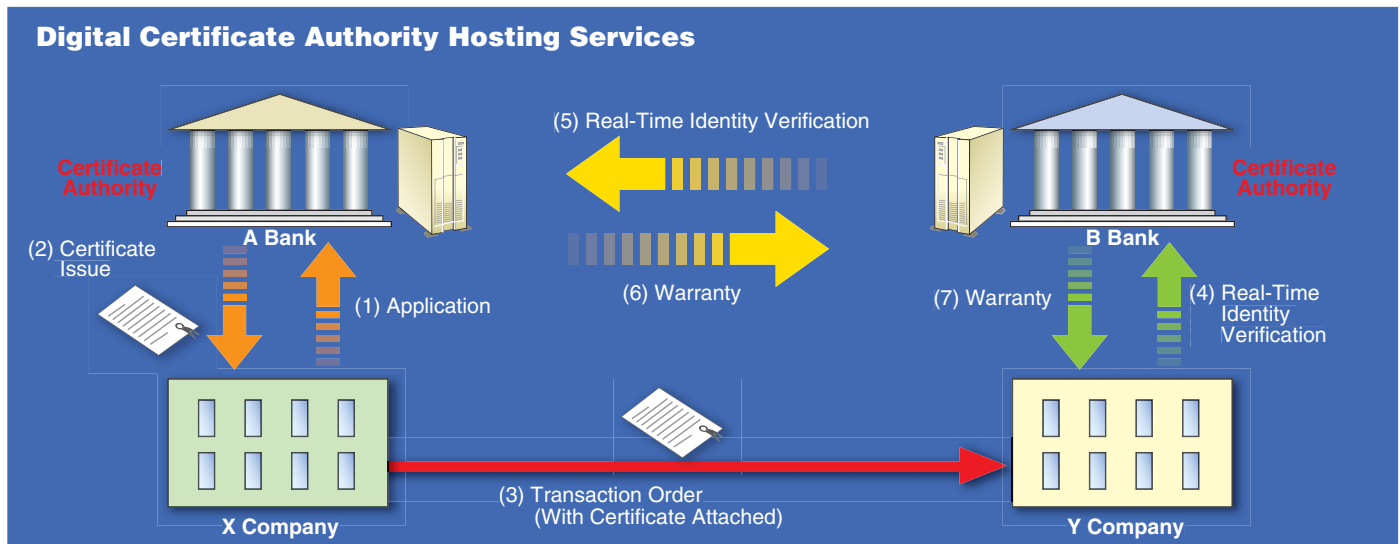 Digital Certificate Authority Hosting Services
(5) Real-Time Identity Verification
Certificate
Authority
Certificate
Authority
A Bank
B Bank
(2) Certificate
Issue
(1) Application
(6) Warranty
(7) Warranty
(4) Real-Time
Identity
Verification
(3) Transaction Order
(With Certificate Attached)
X Company
Y Company